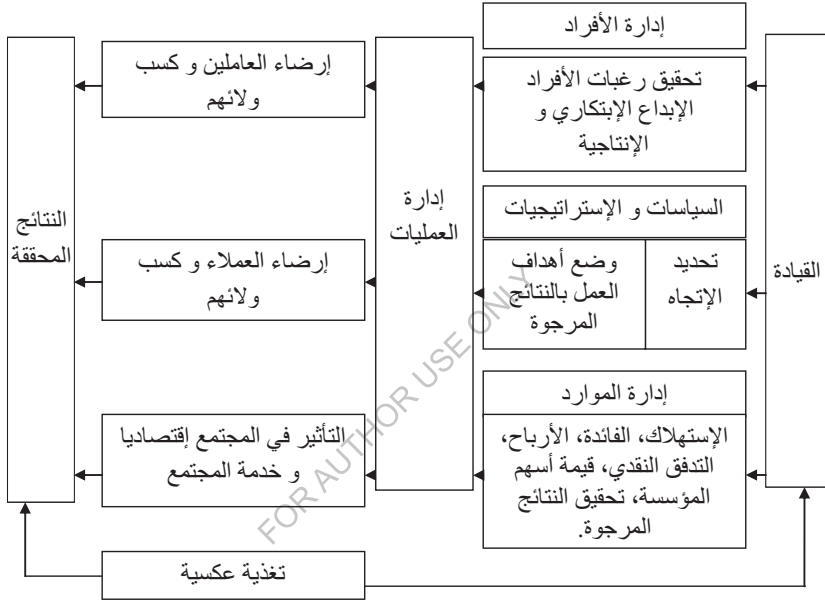 القيادة
إدارة الأفراد
تحقيق رغبات الأفراد
الإبداع الإبتكاري و
الإنتاجية
السياسات و الإستراتيجيات
تحديد
الإتجاه
وضع أهداف
العمل بالنتائج
المرجوة
إدارة الموارد
الإستهلاك، الفائدة، الأرباح،
التدفق النقدي، قيمة أسهم
المؤسسة، تحقيق النتائج
المرجوة.
إدارة
العمليات
إرضاء العاملين و كسب
ولائهم
إرضاء العملاء و كسب
ولائهم
التأثير في المجتمع إقتصاديا
و خدمة المجتمع
النتائج
المحققة
تغذية عكسية
FOR AUTHOR USE ONLY